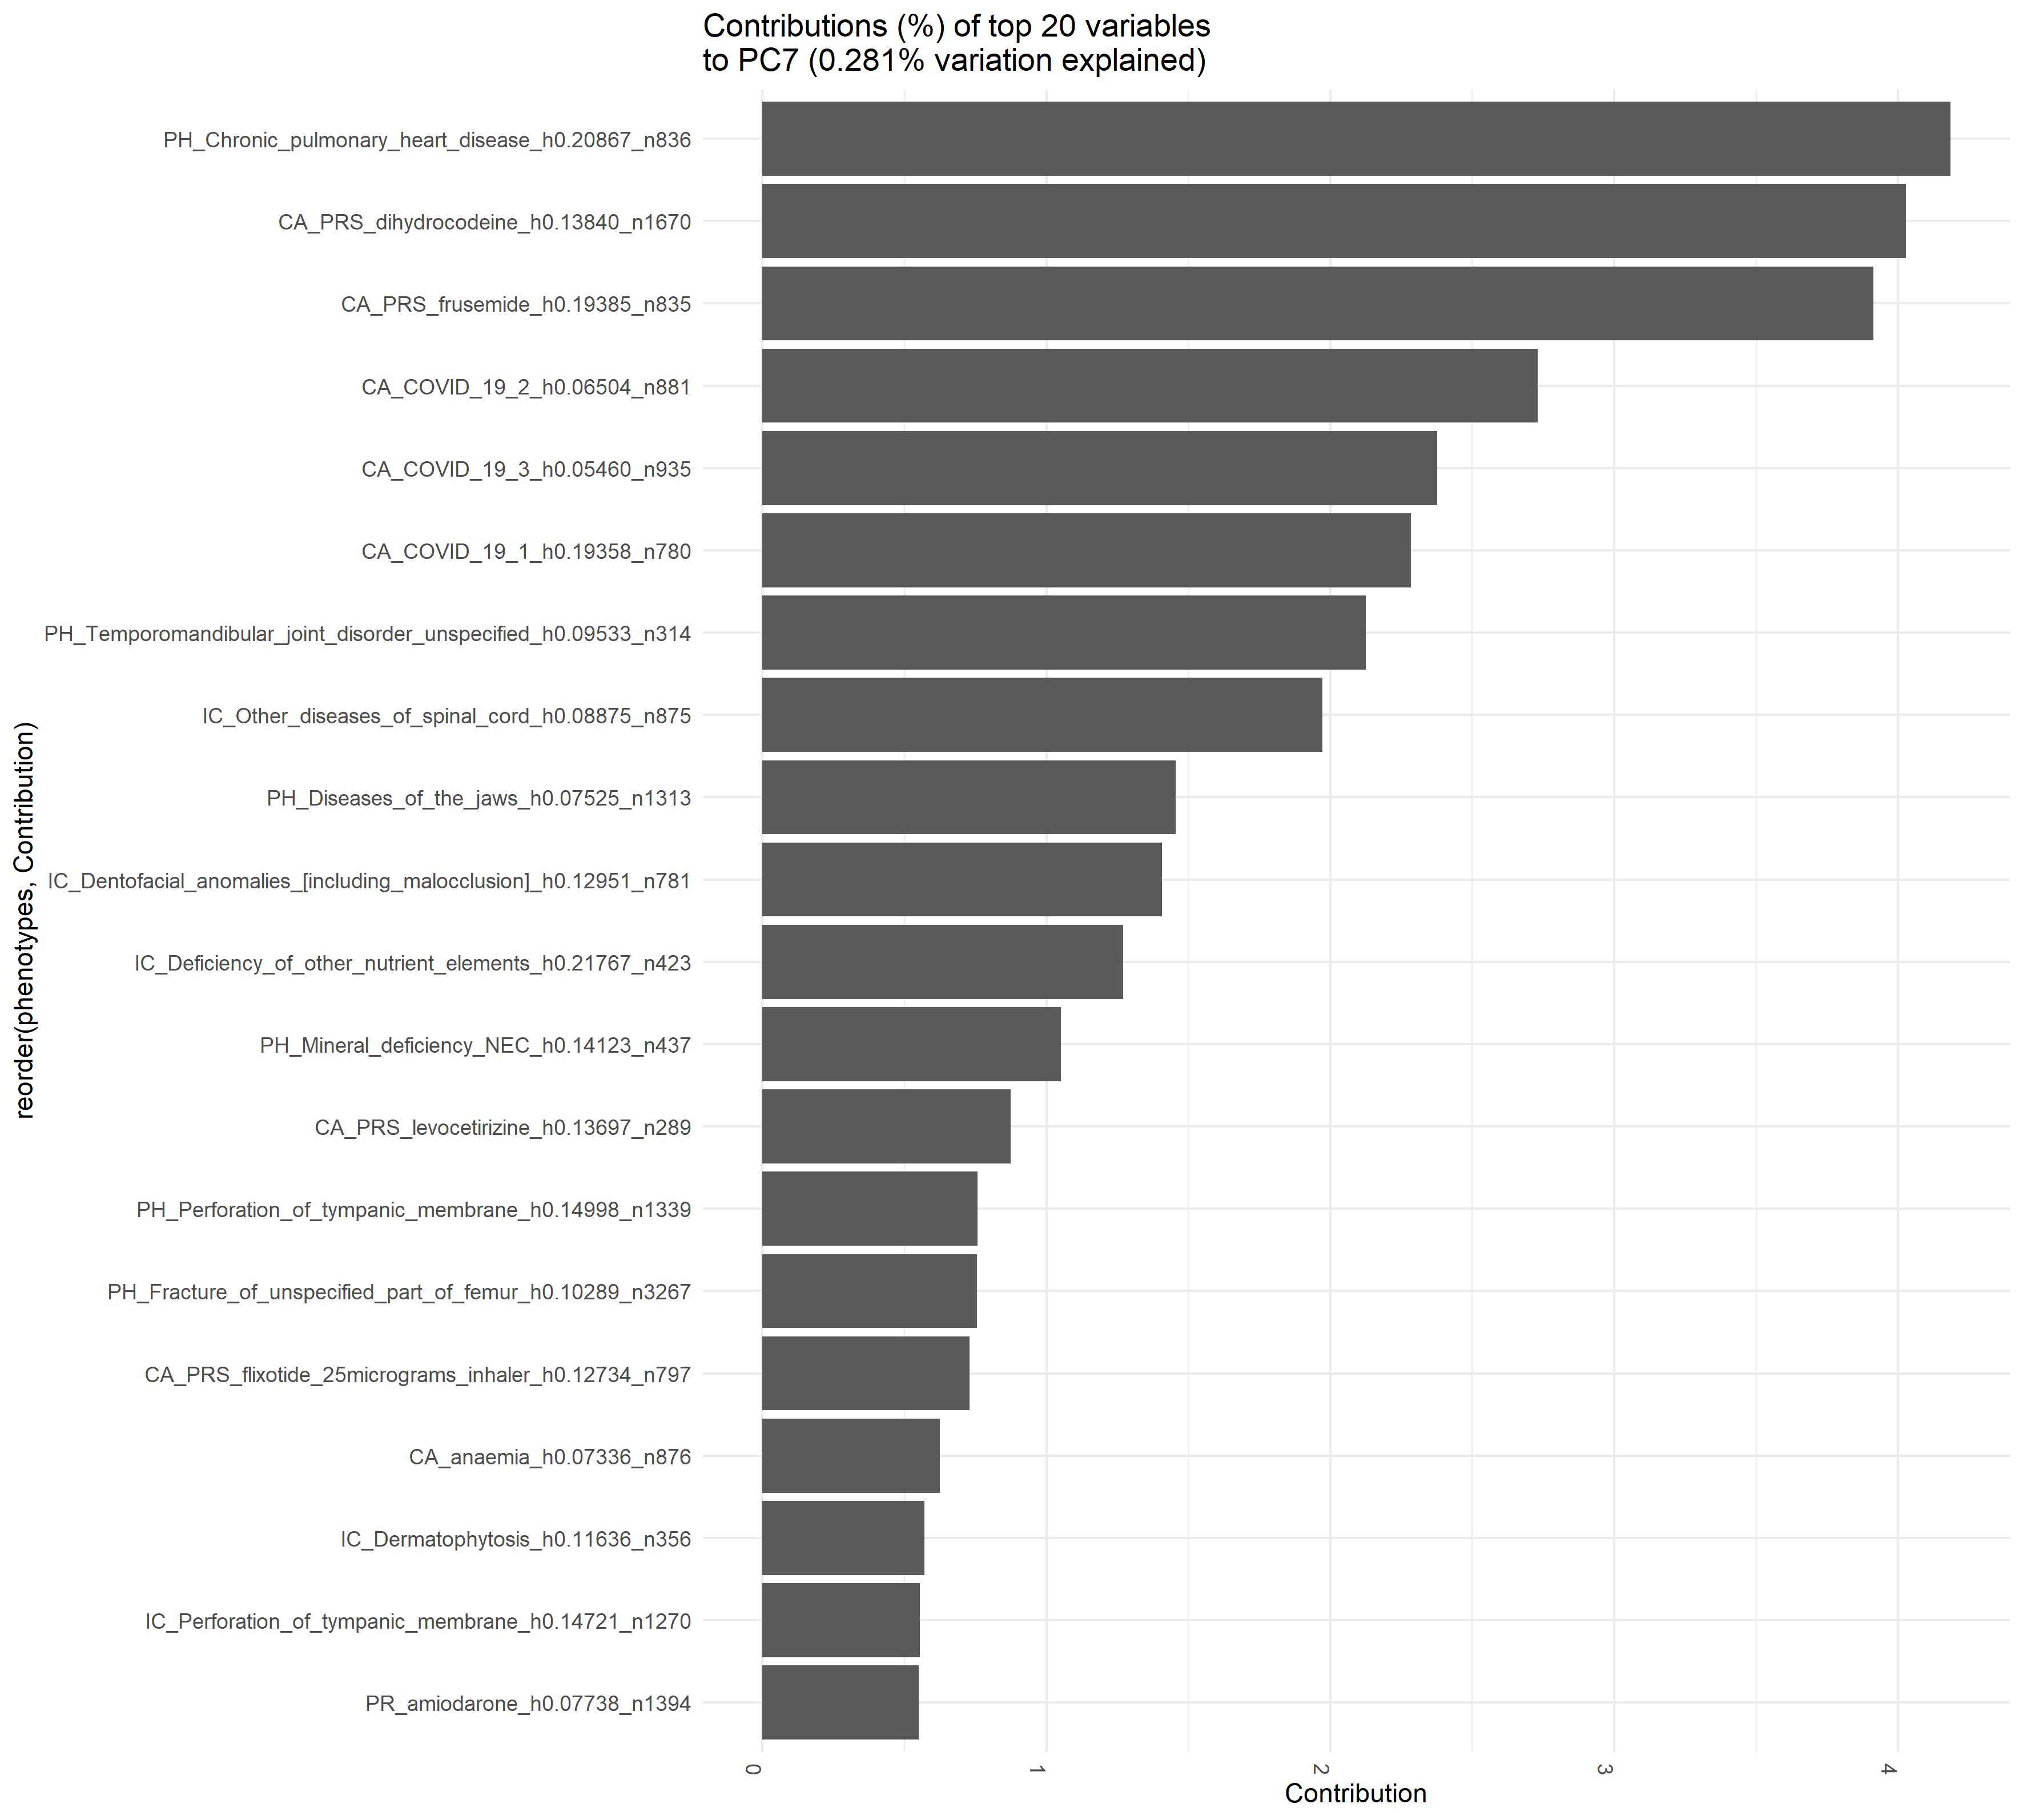 Contributions (%) of top 20 variables
to PC7 (0.281% variation explained)
PH_Chronic_pulmonary_heart_disease_h0.20867_n836
CA_PRS_dihydrocodeine_h0.13840_n1670
CA_PRS_frusemide_h0.19385_n835
CA_COVID_19_2_h0.06504_n881
CA_COVID_19_3_h0.05460_n935
CA_COVID_19_1_h0.19358_n780
PH_Temporomandibular_joint_disorder_unspecified_h0.09533_n314
IC_Other_diseases_of_spinal_cord_h0.08875_n875
PH_Diseases_of_the_jaws_h0.07525_n1313
IC_Dentofacial_anomalies_[including_malocclusion]_h0.12951_n781
IC_Deficiency_of_other_nutrient_elements_h0.21767_n423
PH_Mineral_deficiency_NEC_h0.14123_n437
CA_PRS_levocetirizine_h0.13697_n289
PH_Perforation_of_tympanic_membrane_h0.14998_n1339
PH_Fracture_of_unspecified_part_of_femur_h0.10289_n3267
CA_PRS_flixotide_25micrograms_inhaler_h0.12734_n797
CA_anaemia_h0.07336_n876
IC_Dermatophytosis_h0.11636_n356
IC_Perforation_of_tympanic_membrane_h0.14721_n1270
PR_amiodarone_h0.07738_n1394
reorder(phenotypes, Contribution)
0 1 2 3 4
Contribution